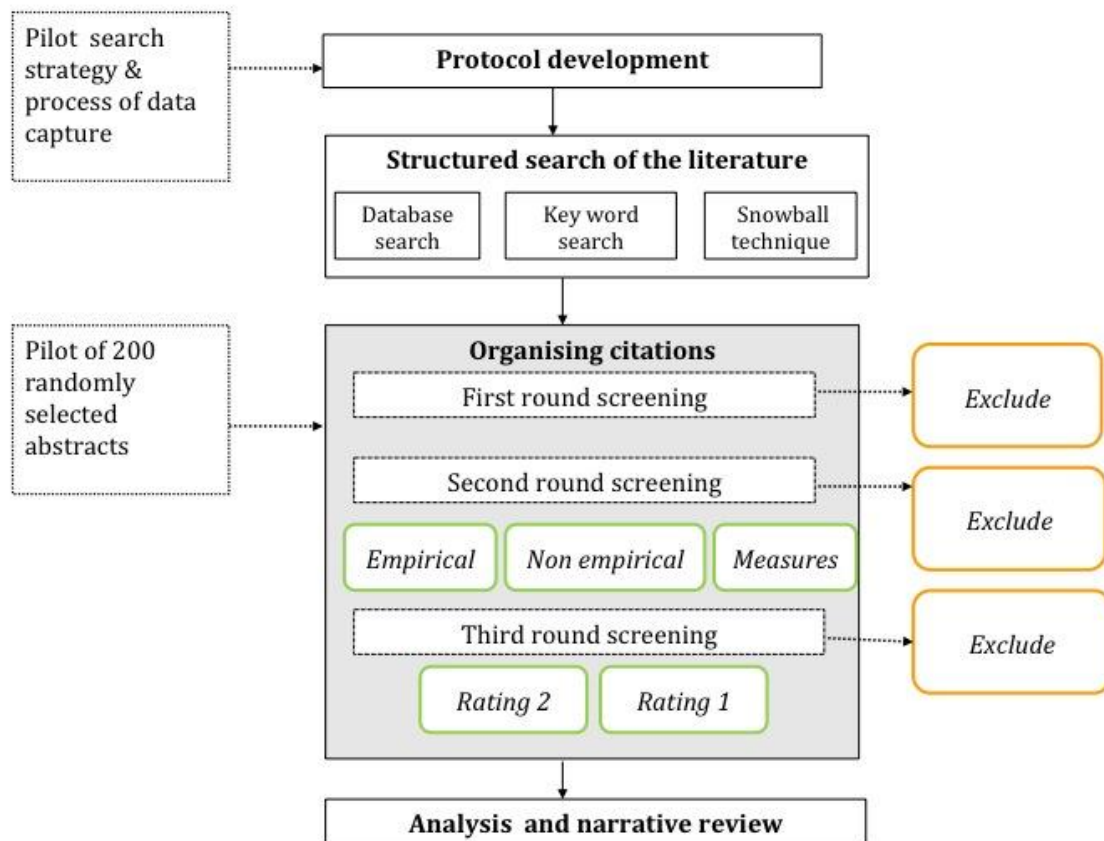 Pilot search
strategy &
process of data
capture
Protocol development
Structured search of the literature
Database
search
Key word
search
Snowball
technique
Pilot of 200
randomly
selected
abstracts
Organising citations
First round screening
Exclude
Second round screening
Exclude
Empirical
Non empirical
Measures
Third round screening
Exclude
Rating 2
Rating 1
Analysis and narrative review